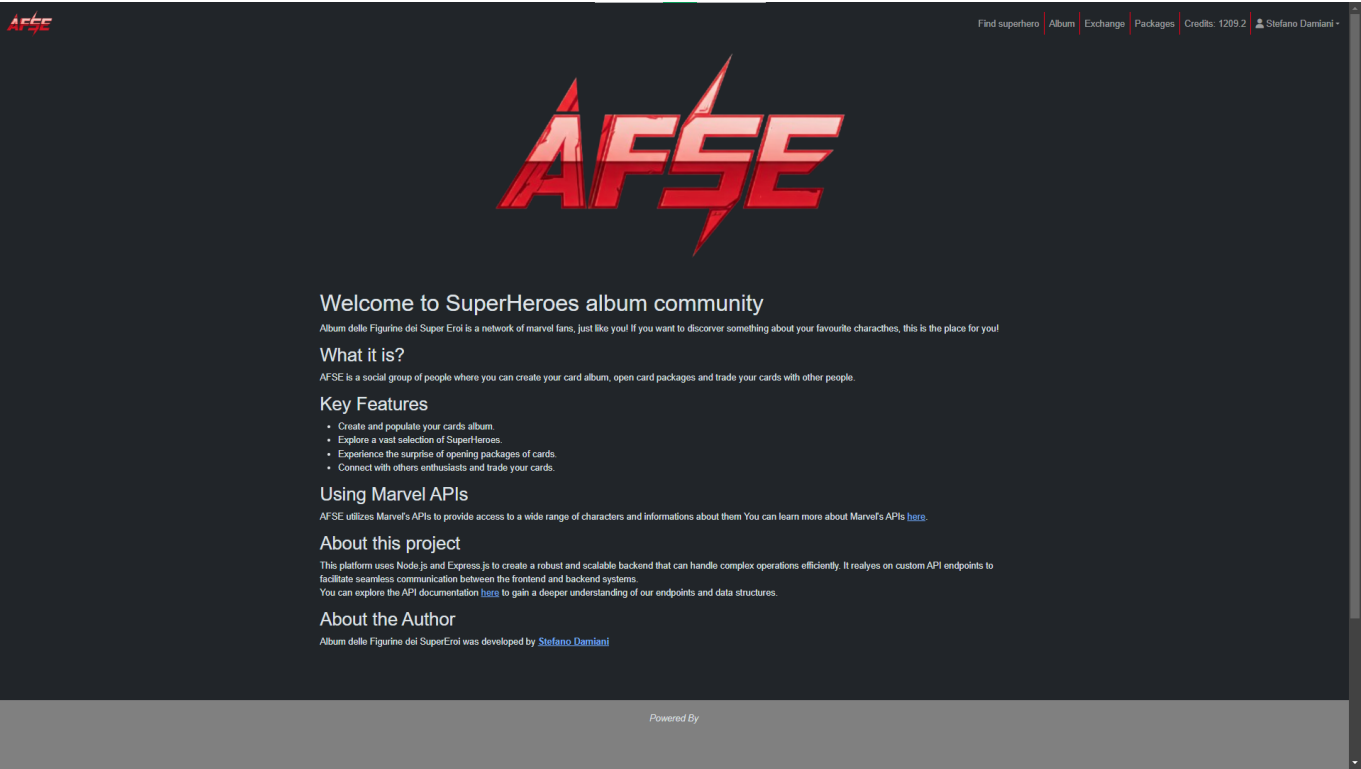 AFSE
Find superhero Album Exchange Packages Credits: 1209.2 Stefano Damiani
AFSE
Welcome to SuperHeroes album community
Album delle Figurine dei Super Eroi is a network of marvel fans, just like you! If you want to discorver something about your favourite characthes, this is the place for you!
What it is?
AFSE is a social group of people where you can create your card album, open card packages and trade your cards with other people.
Key Features
• Create and populate your cards album.
• Explore a vast selection of SuperHeroes.
• Experience the surprise of opening packages of cards.
• Connect with others enthusiasts and trade your cards.
Using Marvel APIs
AFSE utilizes Marvel's APIs to provide access to a wide range of characters and informations about them You can learn more about Marvel's APIs here.
About this project
This platform uses Node.js and Express.js to create a robust and scalable backend that can handle complex operations efficiently. It realyes on custom API endpoints to
facilitate seamless communication between the frontend and backend systems.
You can explore the API documentation here to gain a deeper understanding of our endpoints and data structures.
About the Author
Album delle Figurine dei SuperEroi was developed by Stefano Damiani
Powered By